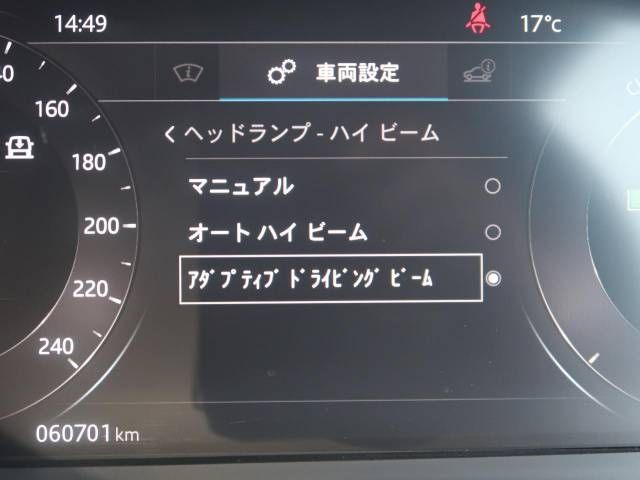 14:49
17°c
車両設定
160
180
200
220
240
ヘッドランプ - ハイ ビーム
マニュアル
オート ハイ ビーム
ｱﾀﾞﾌﾟﾃｨﾌﾞ ﾄﾞﾗｲﾋﾞﾝｸﾞ ﾋﾞｰﾑ
060701 km